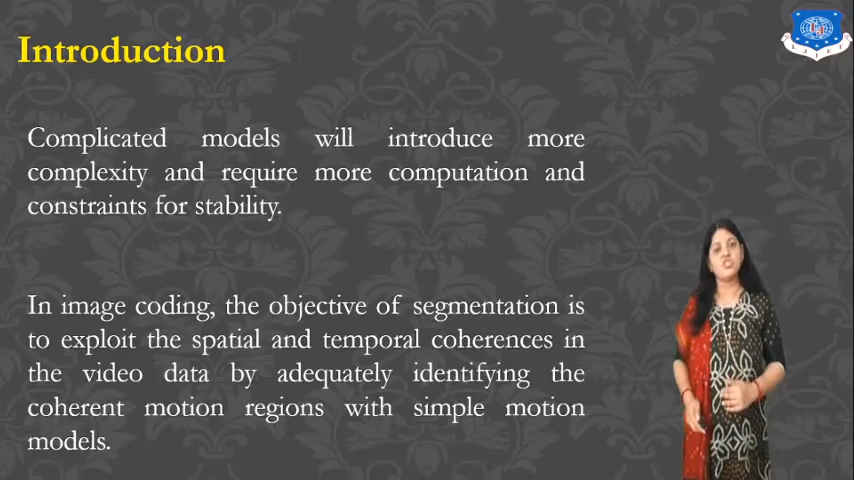 Introduction
Complicated models will introduce more
complexity and require more computation and
constraints for stability.
In image coding, the objective of segmentation is
to exploit the spatial and temporal coherences in
the video data by adequately identifying the
coherent motion regions with simple motion
models.
L J I E T